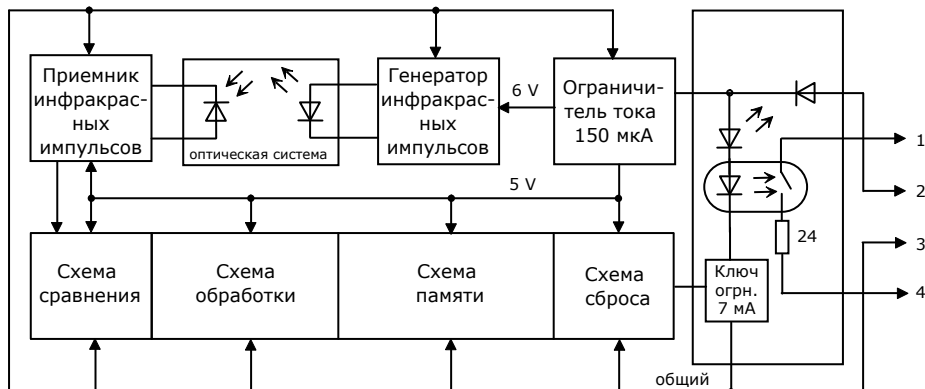 Приемник
инфракрас-
ных
импульсов
оптическая система
Генератор
инфракрас-
ных
импульсов
6 V
Ограничи-
тель тока
150 мкА
1
2
5 V
24
3
Схема
сравнения
Схема
обработки
Схема
памяти
Схема
сброса
Ключ
огрн.
7 мА
4
общий